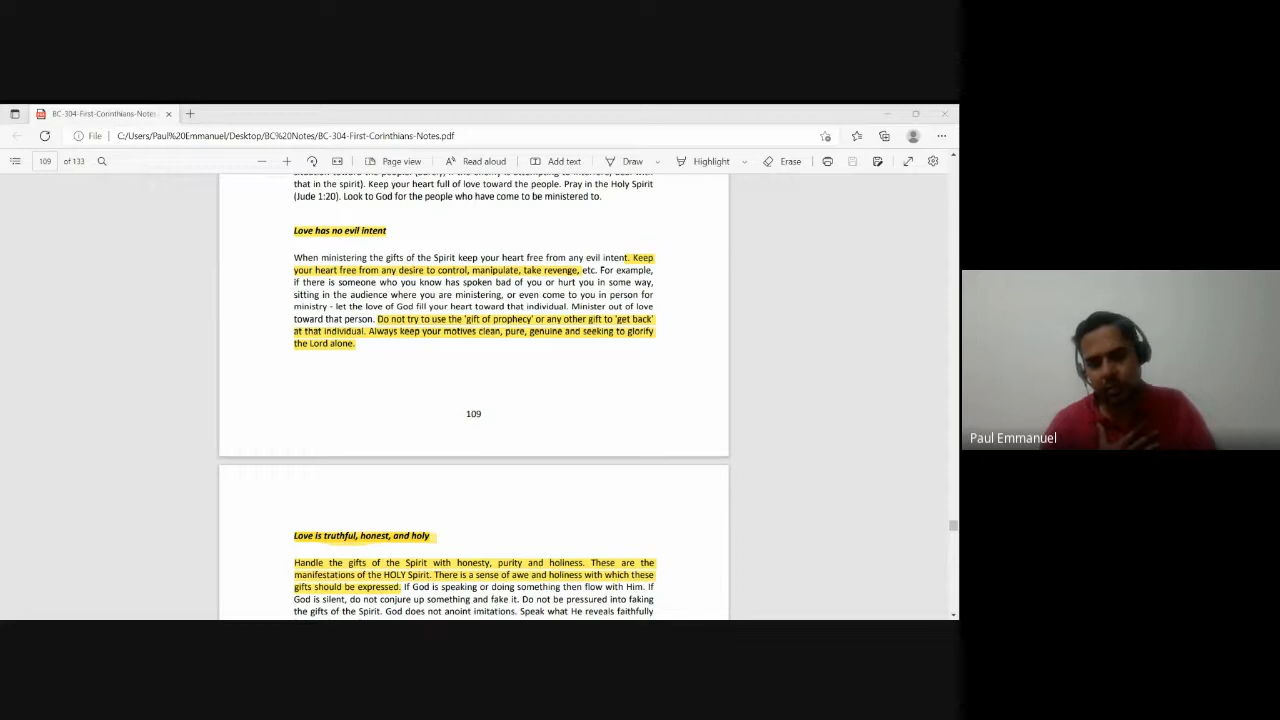 BC-304-First-Corinthians-Notes
File
C:/Users/Paul%20Emmanuel/Desktop/BC%20Notes/BC-304-First-Corinthians-Notes.pdf
109 of 133
Page view
Read aloud
Add text
Draw
Highlight
Erase
that in the spirit). Keep your heart full of love toward the people. Pray in the Holy Spirit
(Jude 1:20). Look to God for the people who have come to be ministered to.
Love has no evil intent
When ministering the gifts of the Spirit keep your heart free from any evil intent. Keep
your heart free from any desire to control, manipulate, take revenge, etc. For example,
if there is someone who you know has spoken bad of you or hurt you in some way,
sitting in the audience where you are ministering, or even come to you in person for
ministry - let the love of God fill your heart toward that individual. Minister out of love
toward that person. Do not try to use the 'gift of prophecy' or any other gift to 'get back'
at that individual. Always keep your motives clean, pure, genuine and seeking to glorify
the Lord alone.
109
Love is truthful, honest, and holy
Handle the gifts of the Spirit with honesty, purity and holiness. These are the
manifestations of the HOLY Spirit. There is a sense of awe and holiness with which these
gifts should be expressed. If God is speaking or doing something then flow with Him. If
God is silent, do not conjure up something and fake it. Do not be pressured into faking
the gifts of the Spirit. God does not anoint imitations. Speak what He reveals faithfully
Paul Emmanuel